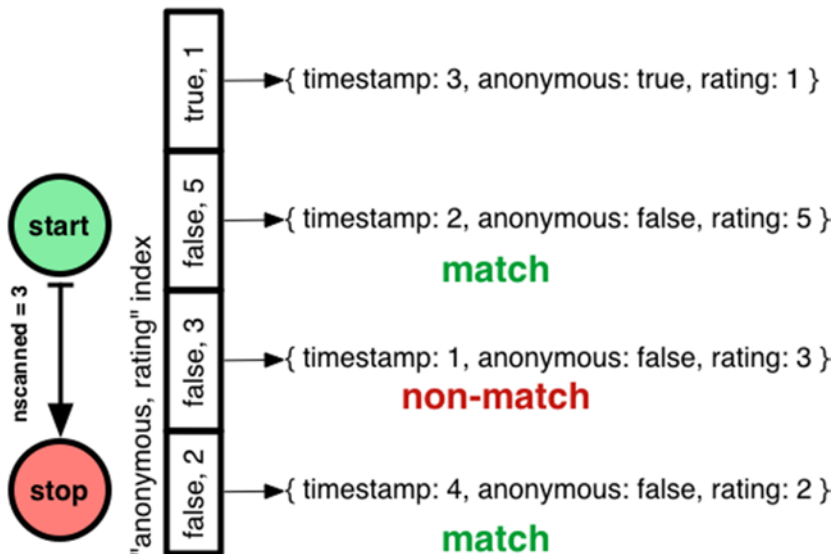 true, 1
{ timestamp: 3, anonymous: true, rating: 1 }
start
false, 5
{ timestamp: 2, anonymous: false, rating: 5 }
match
nscanned = 3
"anonymous, rating" index
false, 3
{ timestamp: 1, anonymous: false, rating: 3 }
non-match
stop
false, 2
{ timestamp: 4, anonymous: false, rating: 2 }
match